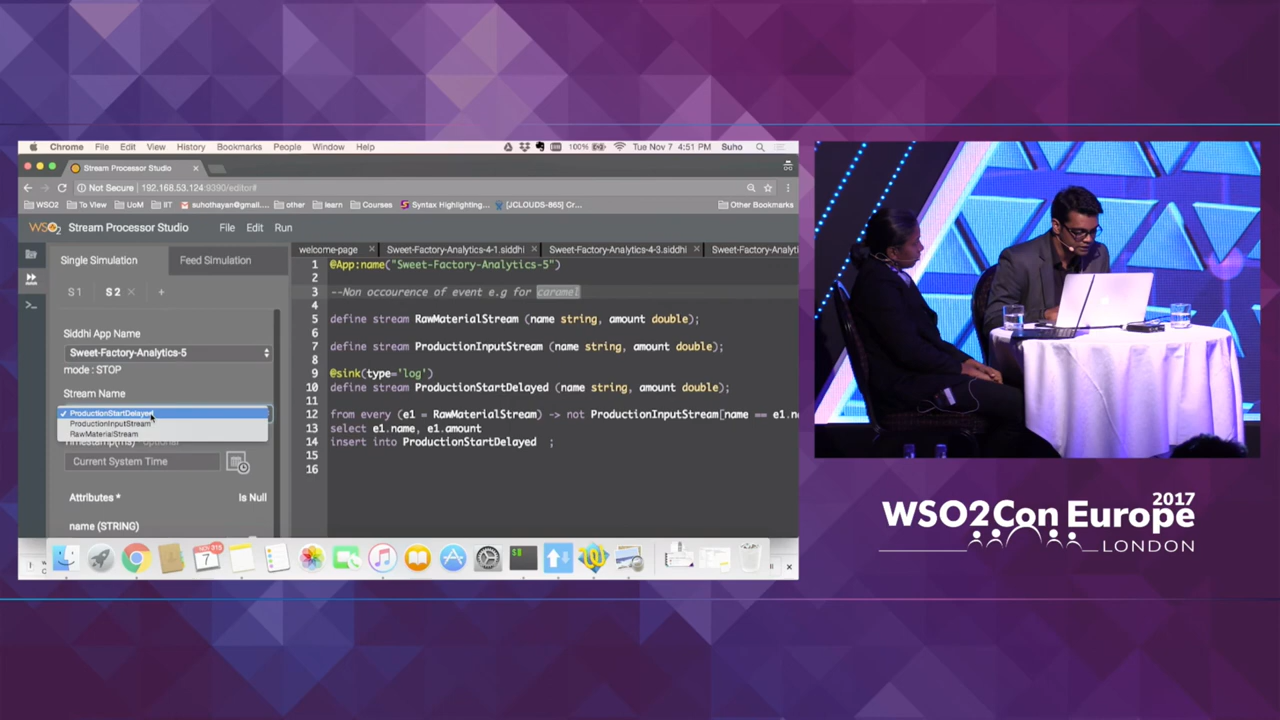 Chrome File Edit View History Bookmarks People Window Help 100% Tue Nov 7 4:51 PM Suho
Stream Processor Studio
Not Secure 192.168.53.124:9390/editor#
WSO2 To View UoM IIT suhothayan@gmail.... other learn Courses Syntax Highlighting... [JCLOUDS-865] Cr... Other Bookmarks
WSO2 Stream Processor Studio File Edit Run
Single Simulation Feed Simulation
welcome-page Sweet-Factory-Analytics-4-1.siddhi Sweet-Factory-Analytics-4-3.siddhi Sweet-Factory-Analyti
S 1 S 2 +
Siddhi App Name
Sweet-Factory-Analytics-5
mode : STOP
Stream Name
ProductionStartDelayed
ProductionInputStream
RawMaterialStream
Timestamp(ms) Optional
Current System Time
Attributes * Is Null
name (STRING)
1 @App:name("Sweet-Factory-Analytics-5")
2
3 --Non occourence of event e.g for caramel
4
5 define stream RawMaterialStream (name string, amount double);
6
7 define stream ProductionInputStream (name string, amount double);
8
9 @sink(type='log')
10 define stream ProductionStartDelayed (name string, amount double);
11
12 from every (e1 = RawMaterialStream) -> not ProductionInputStream[name == e1.n
13 select e1.name, e1.amount
14 insert into ProductionStartDelayed ;
15
16
2017
WSO2Con Europe
LONDON